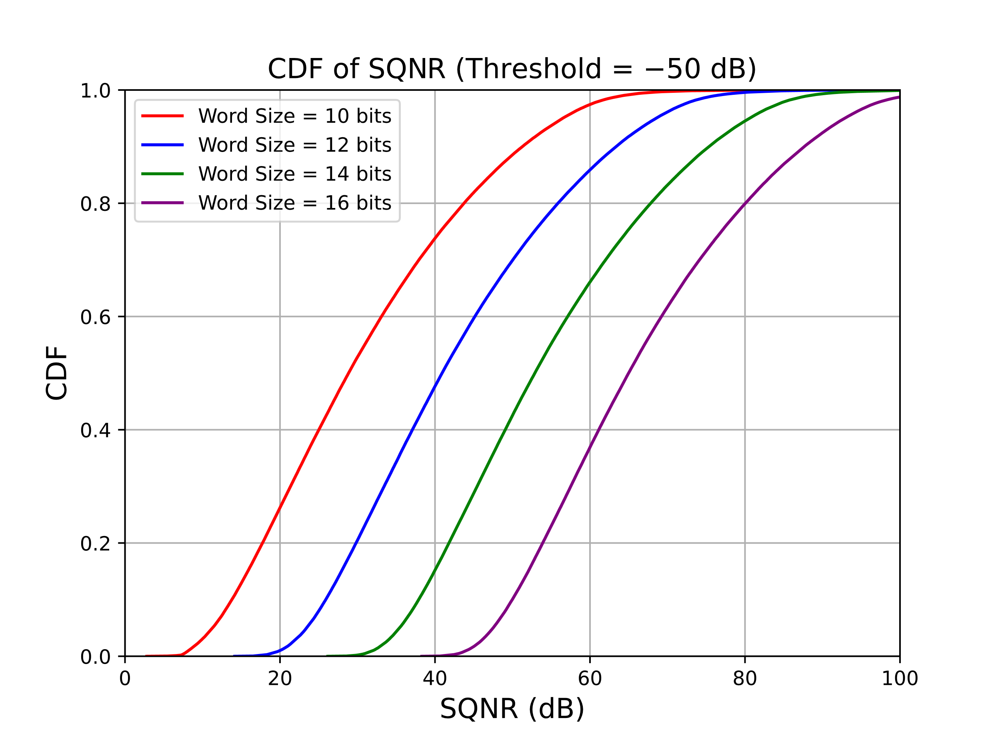 CDF of SQNR (Threshold = −50 dB)
1.0
0.8
0.6
0.4
0.2
0.0
CDF
Word Size = 10 bits
Word Size = 12 bits
Word Size = 14 bits
Word Size = 16 bits
0 20 40 60 80 100
SQNR (dB)